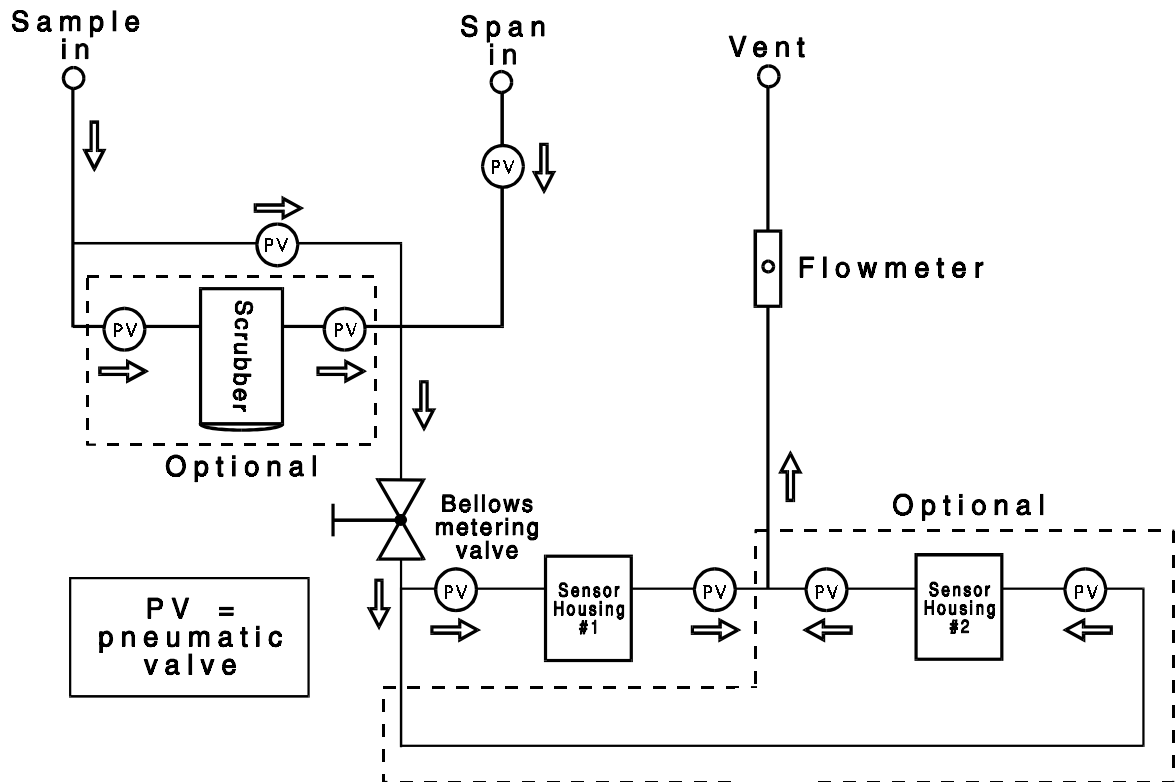 Sample
in
Span
in
Vent
PV
PV
Flowmeter
PV
Scrubber
PV
Optional
Bellows
metering
valve
Optional
PV
Sensor
Housing
#1
PV
PV
Sensor
Housing
#2
PV
PV =
pneumatic
valve